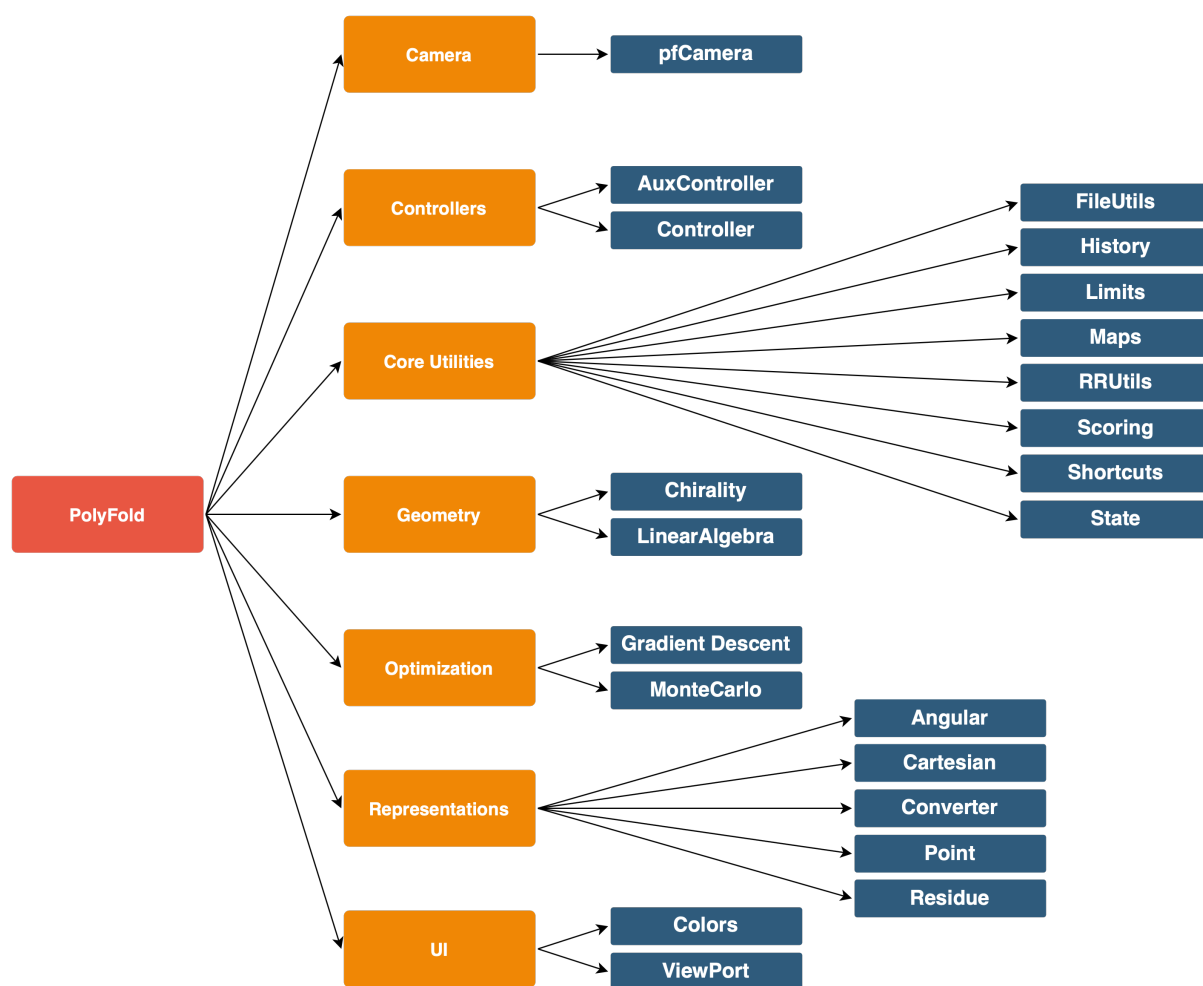 PolyFold
Camera
pfCamera
Controllers
AuxController
Controller
Core Utilities
FileUtils
History
Limits
Maps
RRUtils
Scoring
Shortcuts
State
Geometry
Chirality
LinearAlgebra
Optimization
Gradient Descent
MonteCarlo
Representations
Angular
Cartesian
Converter
Point
Residue
UI
Colors
ViewPort